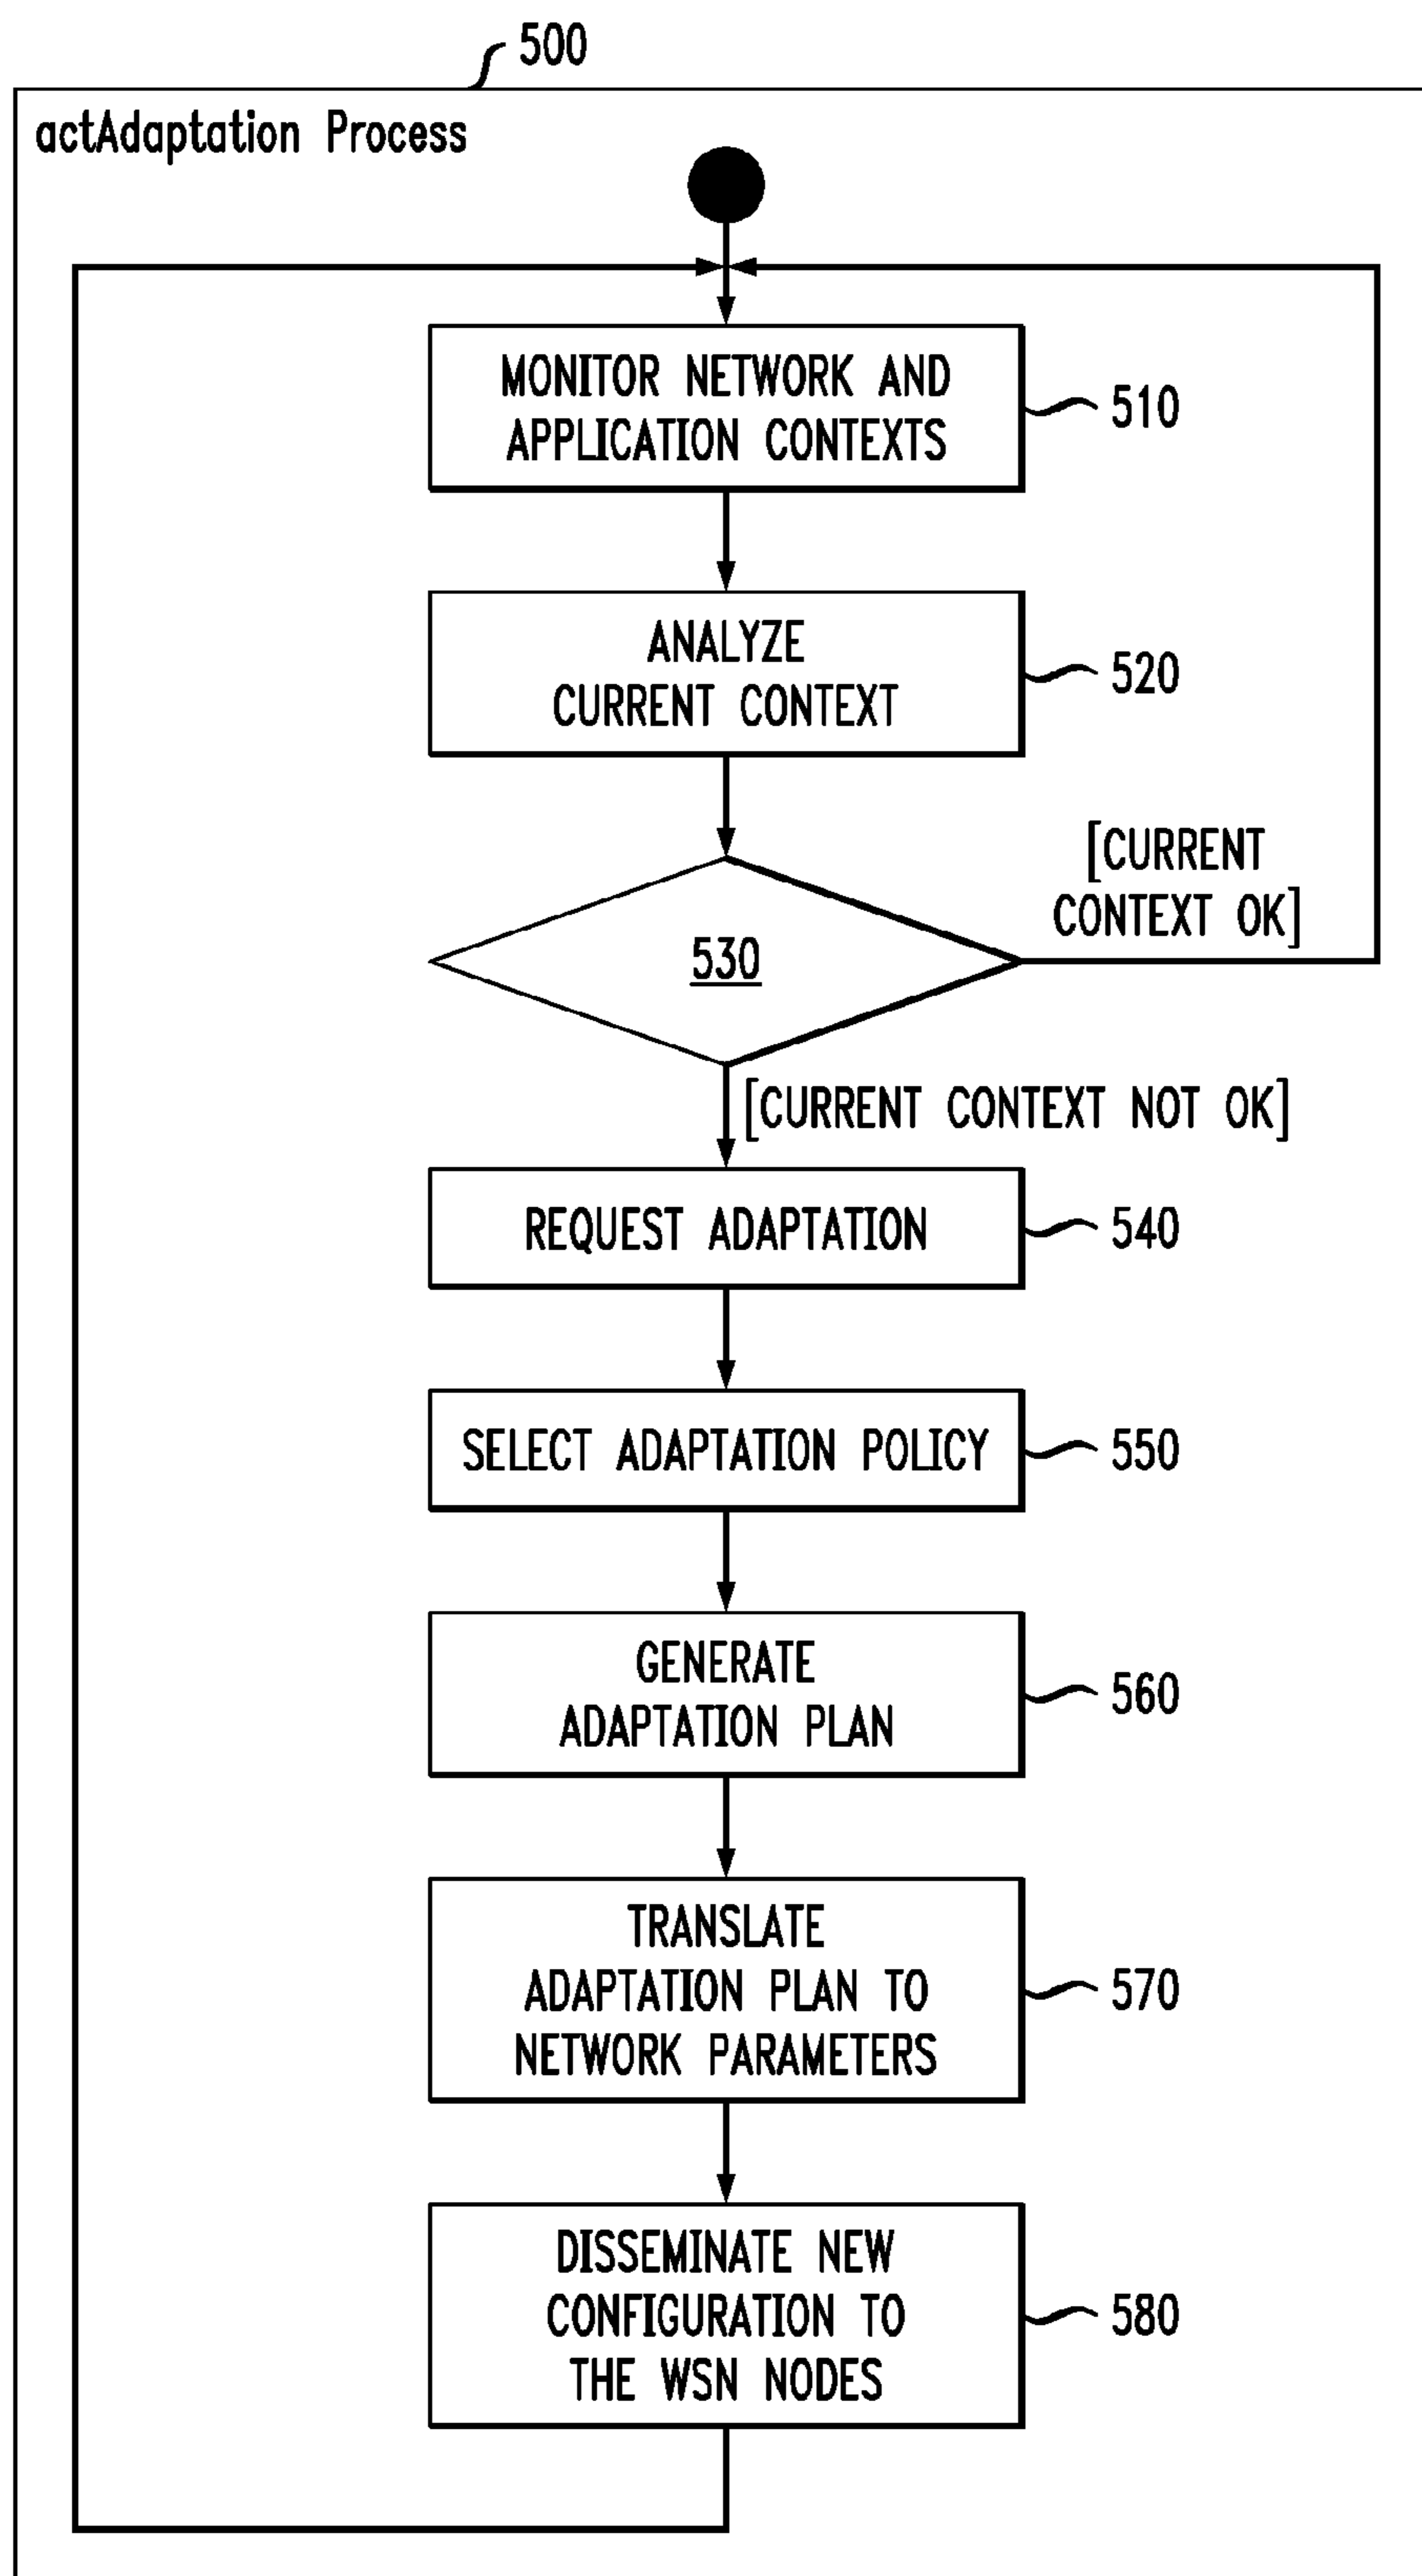 500
actAdaptation Process
MONITOR NETWORK AND
APPLICATION CONTEXTS
510
ANALYZE
CURRENT CONTEXT
520
[CURRENT
CONTEXT OK]
530
[CURRENT CONTEXT NOT OK]
REQUEST ADAPTATION
540
SELECT ADAPTATION POLICY
550
GENERATE
ADAPTATION PLAN
560
TRANSLATE
ADAPTATION PLAN TO
NETWORK PARAMETERS
570
DISSEMINATE NEW
CONFIGURATION TO
THE WSN NODES
580